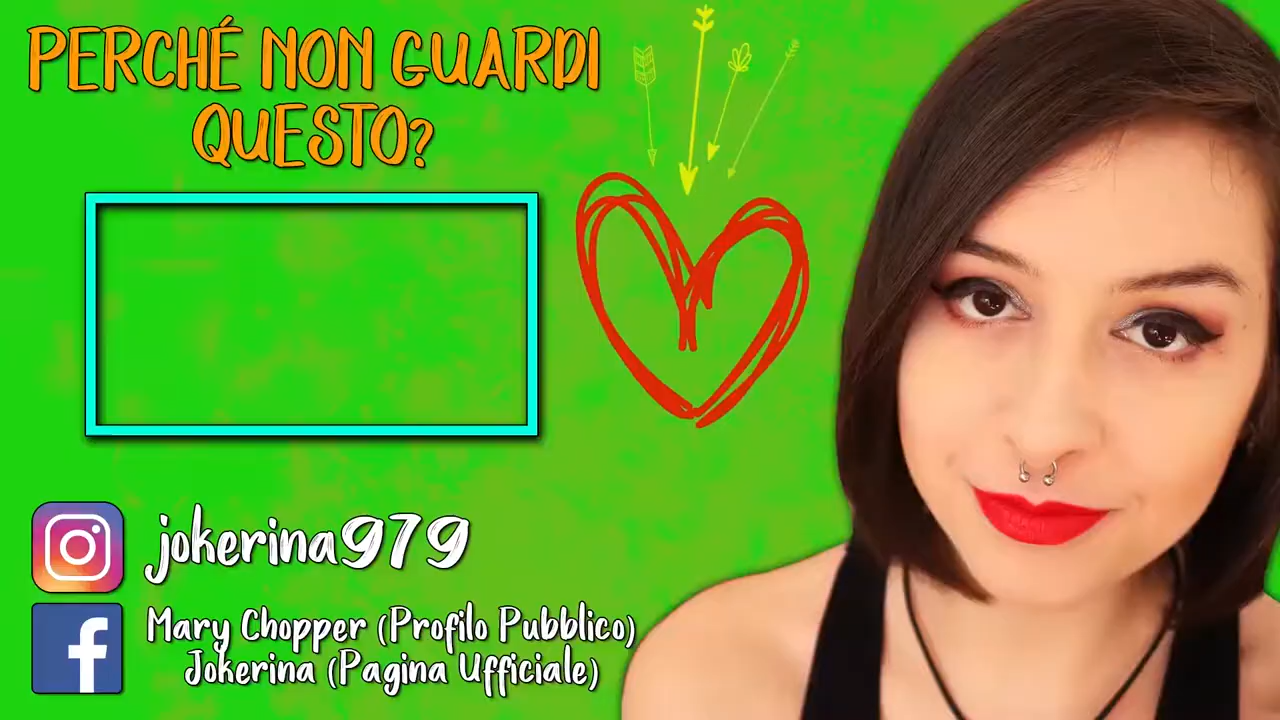 PERCHÉ NON GUARDI
QUESTO?
jokerina979
Mary Chopper (Profilo Pubblico)
Jokerina (Pagina Ufficiale)